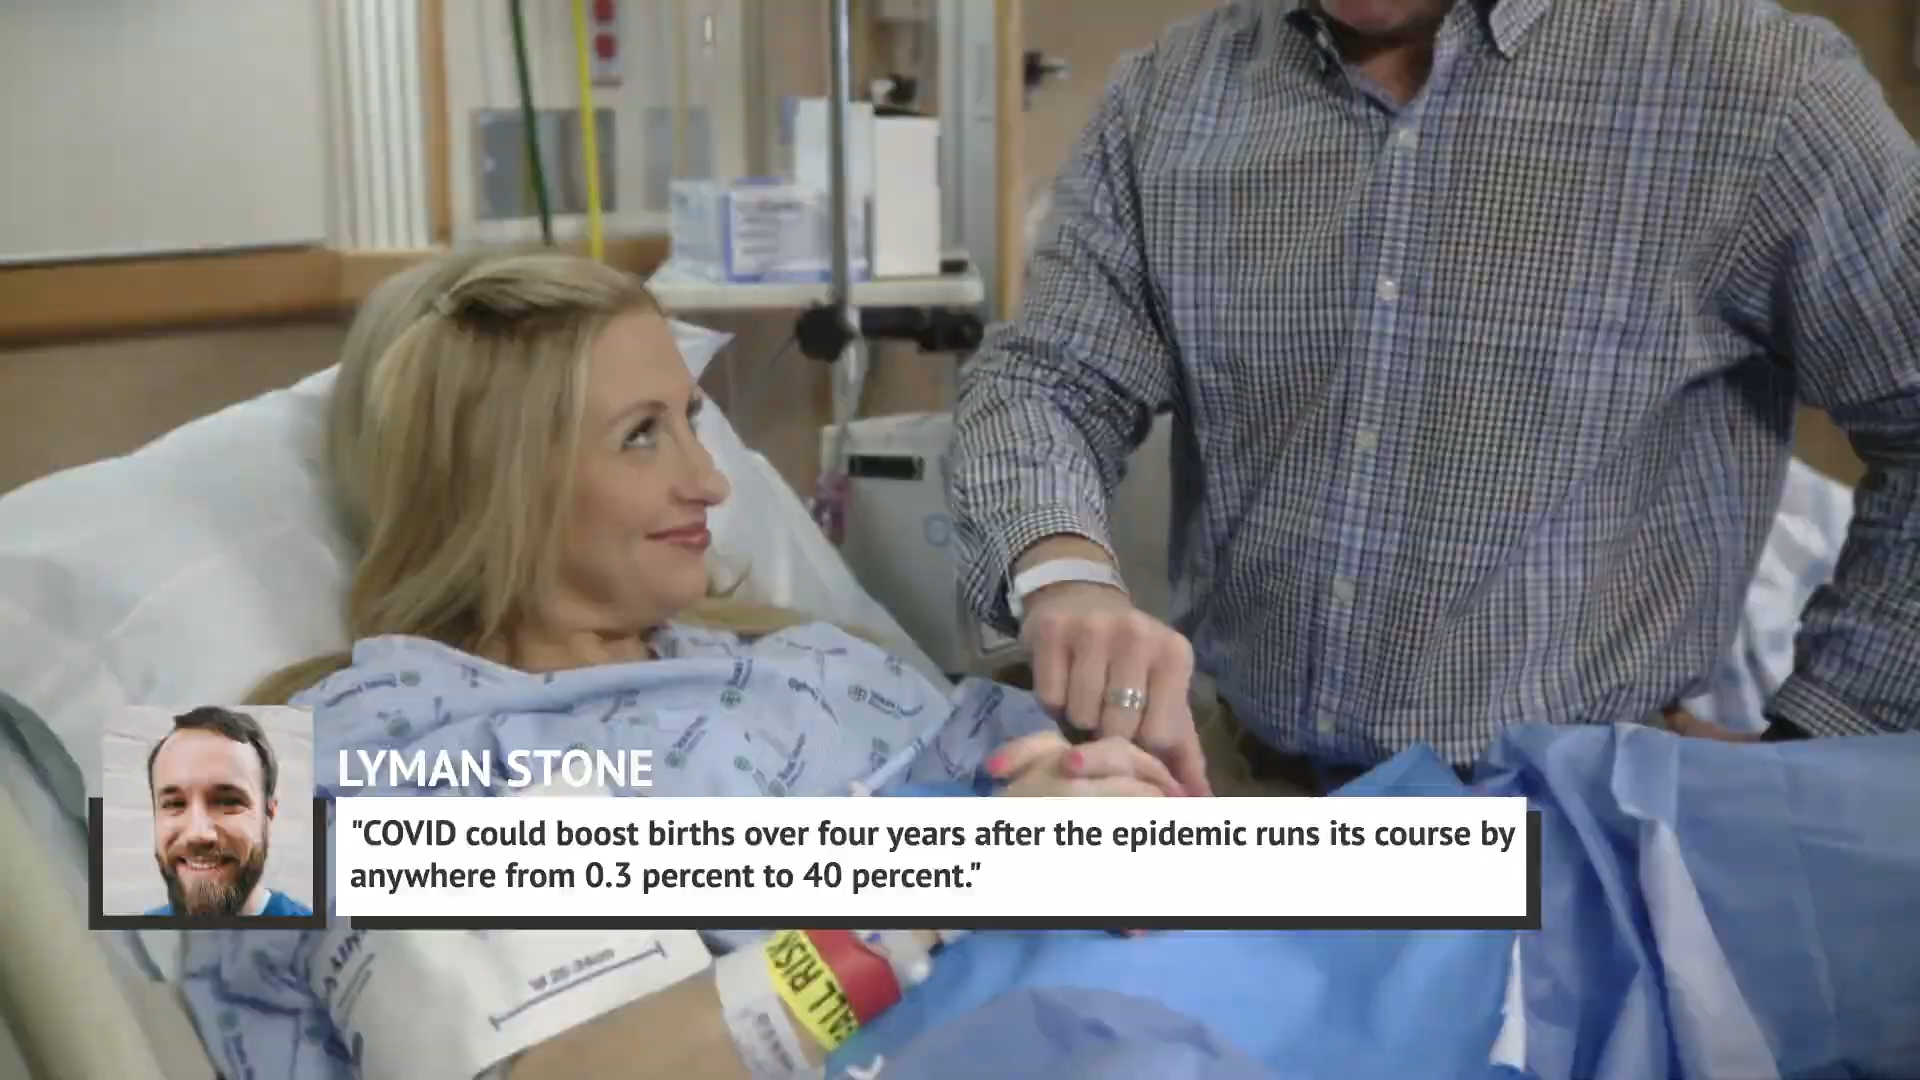 LYMAN STONE
"COVID could boost births over four years after the epidemic runs its course by
anywhere from 0.3 percent to 40 percent."
ALL RISK